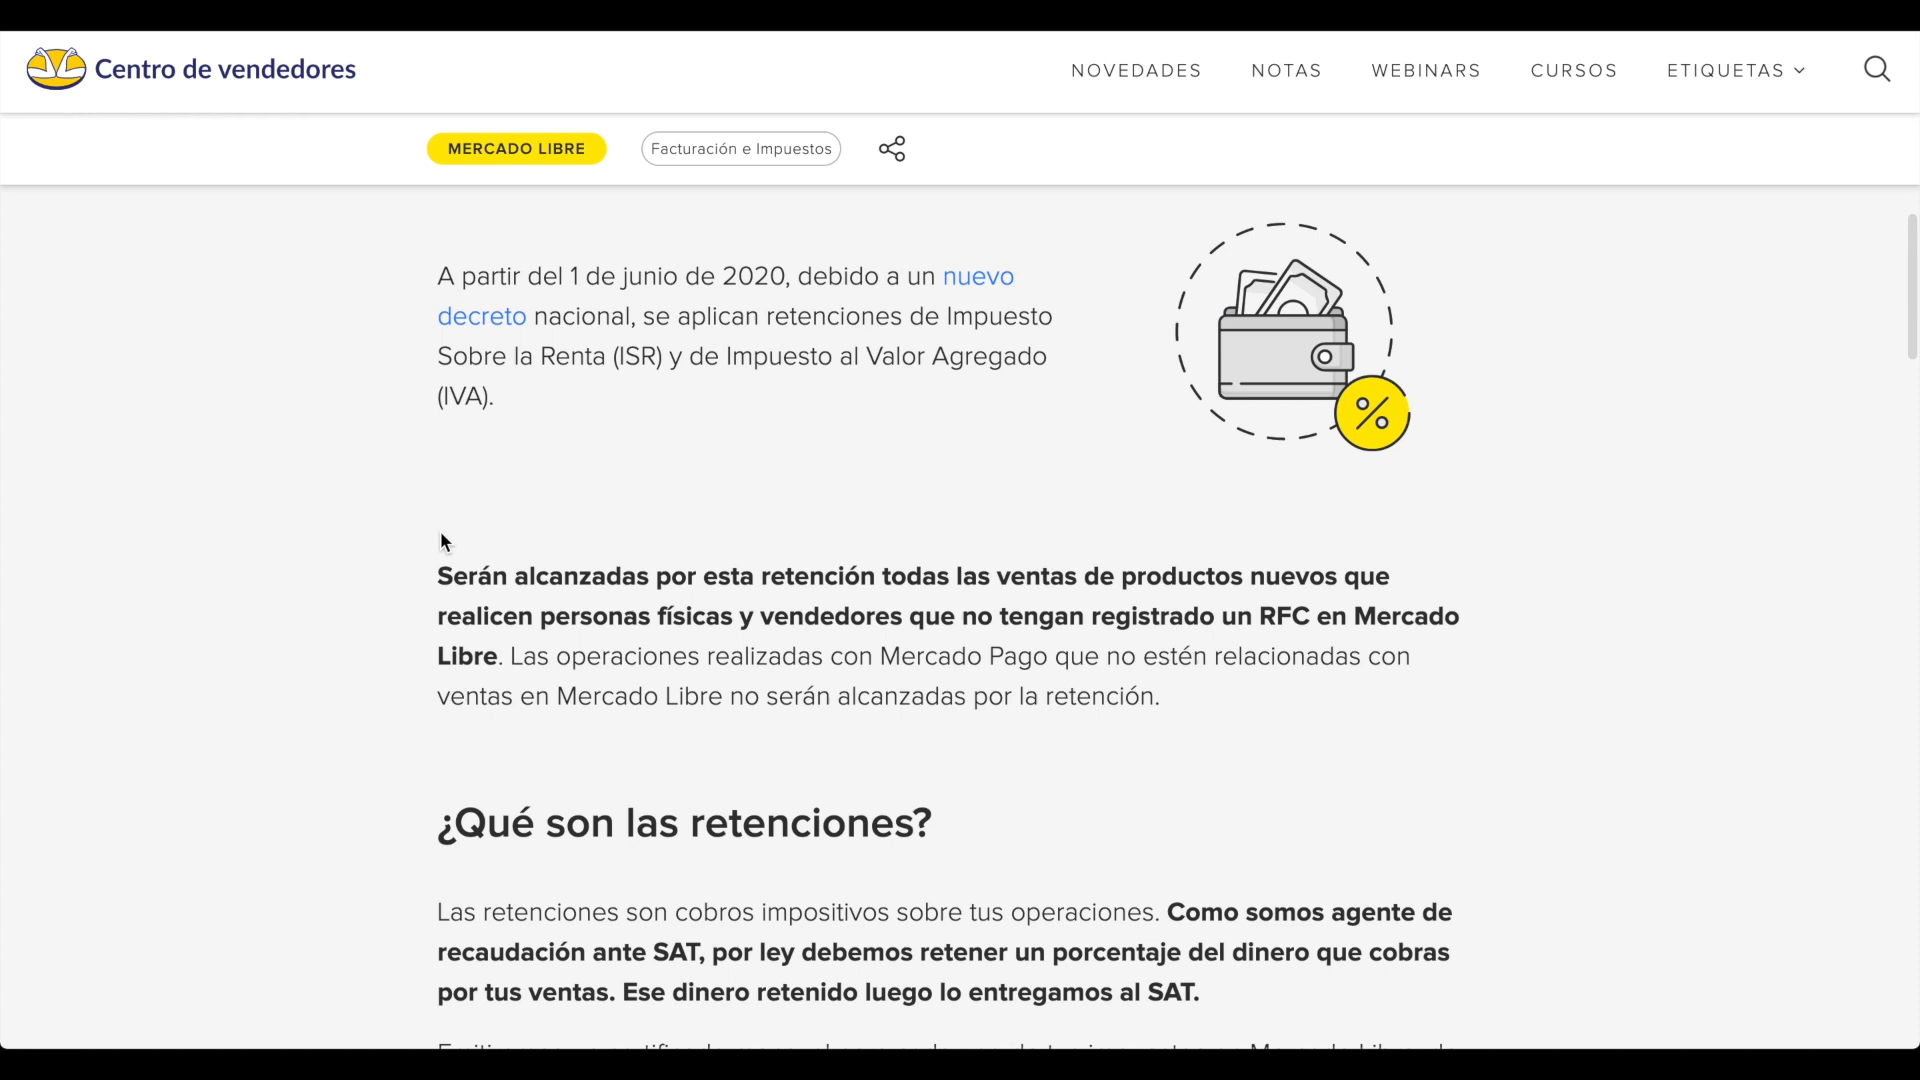 Centro de vendedores
NOVEDADES NOTAS WEBINARS CURSOS ETIQUETAS
MERCADO LIBRE Facturación e Impuestos
A partir del 1 de junio de 2020, debido a un nuevo
decreto nacional, se aplican retenciones de Impuesto
Sobre la Renta (ISR) y de Impuesto al Valor Agregado
(IVA).
%
Serán alcanzadas por esta retención todas las ventas de productos nuevos que
realicen personas físicas y vendedores que no tengan registrado un RFC en Mercado
Libre. Las operaciones realizadas con Mercado Pago que no estén relacionadas con
ventas en Mercado Libre no serán alcanzadas por la retención.
¿Qué son las retenciones?
Las retenciones son cobros impositivos sobre tus operaciones. Como somos agente de
recaudación ante SAT, por ley debemos retener un porcentaje del dinero que cobras
por tus ventas. Ese dinero retenido luego lo entregamos al SAT.